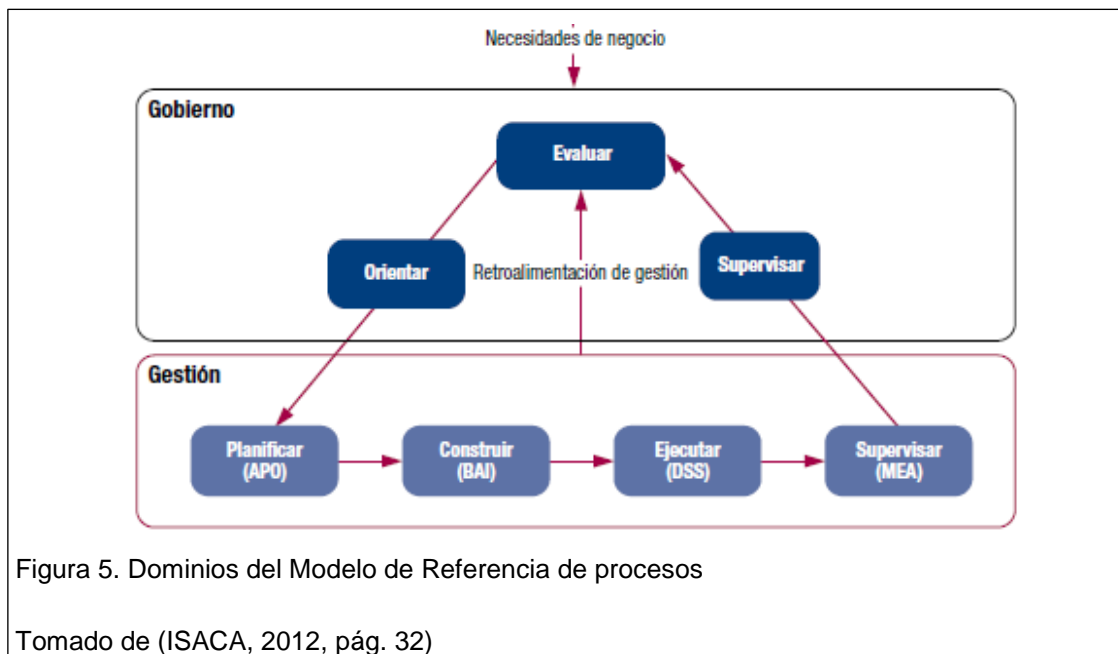 Necesidades de negocio
Gobierno
Evaluar
Orientar
Retroalimentación de gestión
Supervisar
Gestión
Planificar
(APO)
Construir
(BAI)
Ejecutar
(DSS)
Supervisar
(MEA)
Figura 5. Dominios del Modelo de Referencia de procesos
Tomado de (ISACA, 2012, pág. 32)